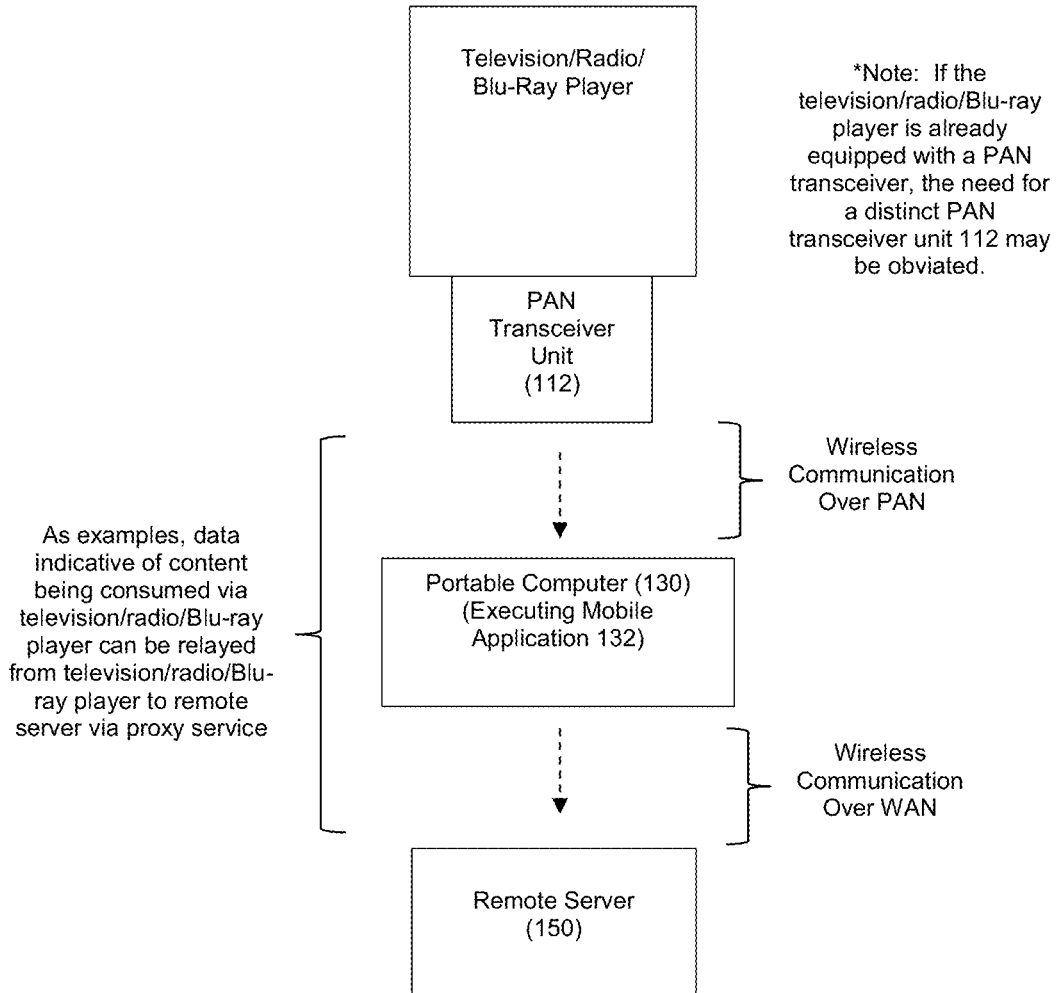 Television/Radio/
Blu-Ray Player
*Note: If the
television/radio/Blu-ray
player is already
equipped with a PAN
transceiver, the need for
a distinct PAN
transceiver unit 112 may
be obviated.
PAN
Transceiver
Unit
(112)
Wireless
Communication
Over PAN
As examples, data
indicative of content
being consumed via
television/radio/Blu-ray
player can be relayed
from television/radio/Blu-
ray player to remote
server via proxy service
Portable Computer (130)
(Executing Mobile
Application 132)
Wireless
Communication
Over WAN
Remote Server
(150)